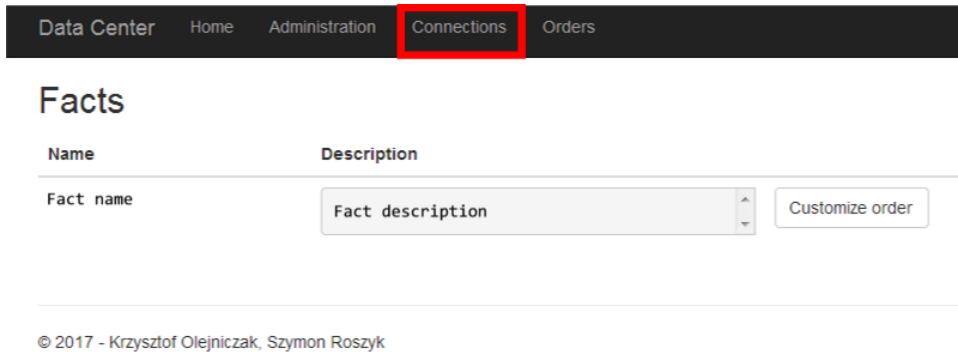 Data Center Home Administration Connections Orders
Facts
Name Description
Fact name Fact description Customize order
© 2017 - Krzysztof Olejniczak, Szymon Roszyk